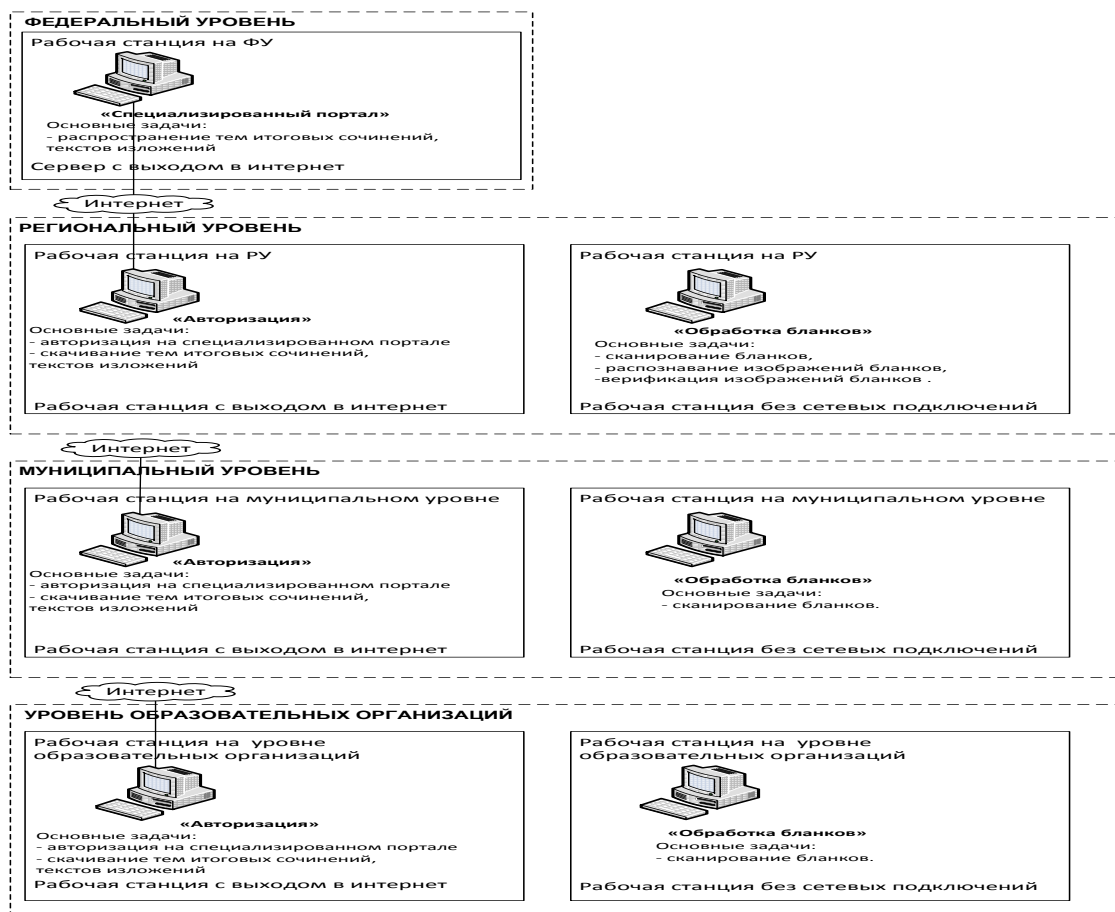 ФЕДЕРАЛЬНЫЙ УРОВЕНЬ
Рабочая станция на ФУ
«Специализированный портал»
Основные задачи:
- распространение тем итоговых сочинений,
текстов изложений
Сервер с выходом в интернет
Интернет
РЕГИОНАЛЬНЫЙ УРОВЕНЬ
Рабочая станция на РУ
«Авторизация»
Основные задачи:
- авторизация на специализированном портале
- скачивание тем итоговых сочинений,
текстов изложений
Рабочая станция с выходом в интернет
Рабочая станция на РУ
«Обработка бланков»
Основные задачи:
- сканирование бланков,
- распознавание изображений бланков,
-верификация изображений бланков .
Рабочая станция без сетевых подключений
Интернет
МУНИЦИПАЛЬНЫЙ УРОВЕНЬ
Рабочая станция на муниципальном уровне
«Авторизация»
Основные задачи:
- авторизация на специализированном портале
- скачивание тем итоговых сочинений,
текстов изложений
Рабочая станция с выходом в интернет
Рабочая станция на муниципальном уровне
«Обработка бланков»
Основные задачи:
- сканирование бланков.
Рабочая станция без сетевых подключений
Интернет
УРОВЕНЬ ОБРАЗОВАТЕЛЬНЫХ ОРГАНИЗАЦИЙ
Рабочая станция на уровне
образовательных организаций
«Авторизация»
Основные задачи:
- авторизация на специализированном портале
- скачивание тем итоговых сочинений,
текстов изложений
Рабочая станция с выходом в интернет
Рабочая станция на уровне
образовательных организаций
«Обработка бланков»
Основные задачи:
- сканирование бланков.
Рабочая станция без сетевых подключений